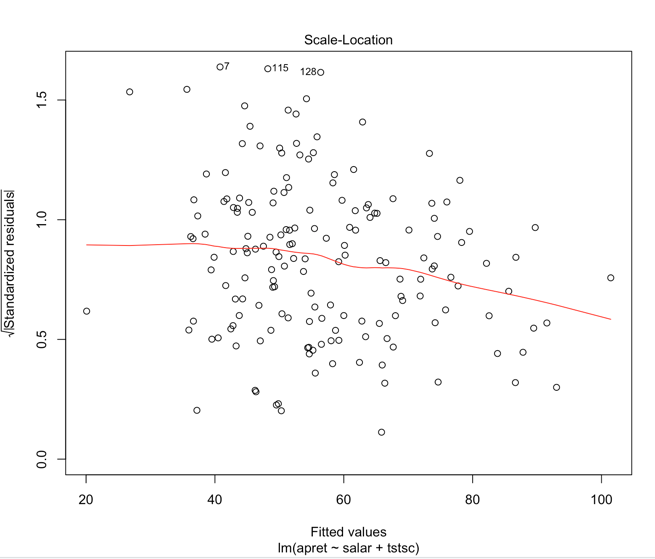 Scale-Location
√|Standardized residuals|
0.0 0.5 1.0 1.5
7
115
128
20 40 60 80 100
Fitted values
lm(apret ~ salar + tstsc)